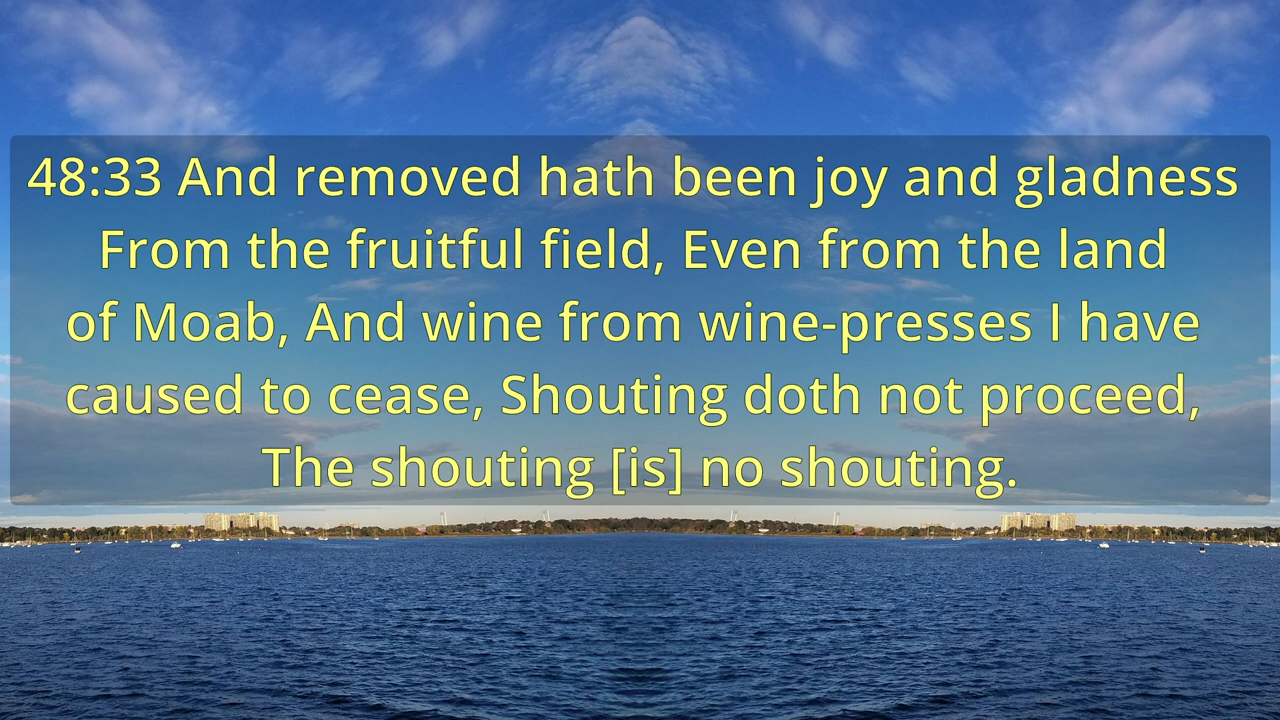 48:33 And removed hath been joy and gladness
From the fruitful field, Even from the land
of Moab, And wine from wine-presses I have
caused to cease, Shouting doth not proceed,
The shouting [is] no shouting.